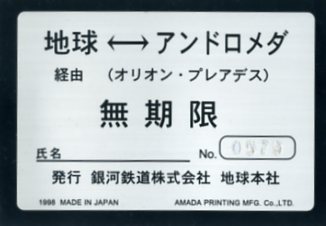 地球 ⟷ アンドロメダ
経由 (オリオン・プレアデス)
無期限
氏名 No.
発行 銀河鉄道株式会社 地球本社
1998 MADE IN JAPAN AMADA PRINTING MFG. Co.,LTD.